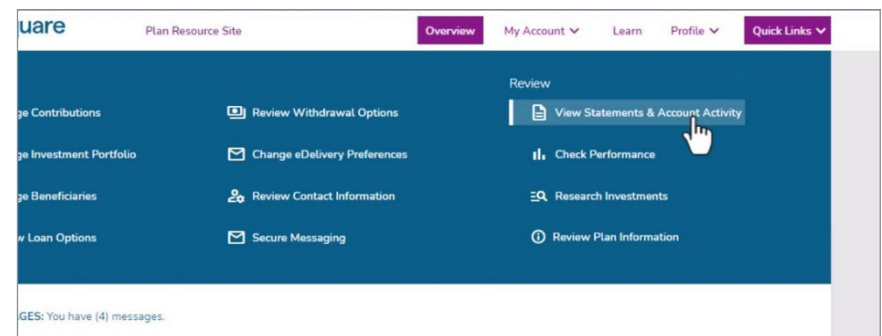 uare
Plan Resource Site
Overview
My Account
Learn
Profile
Quick Links
ge Contributions
ge Investment Portfolio
ge Beneficiaries
w Loan Options
Review Withdrawal Options
Change eDelivery Preferences
Review Contact Information
Secure Messaging
Review
View Statements & Account Activity
Check Performance
Research Investments
Review Plan Information
GES: You have (4) messages.